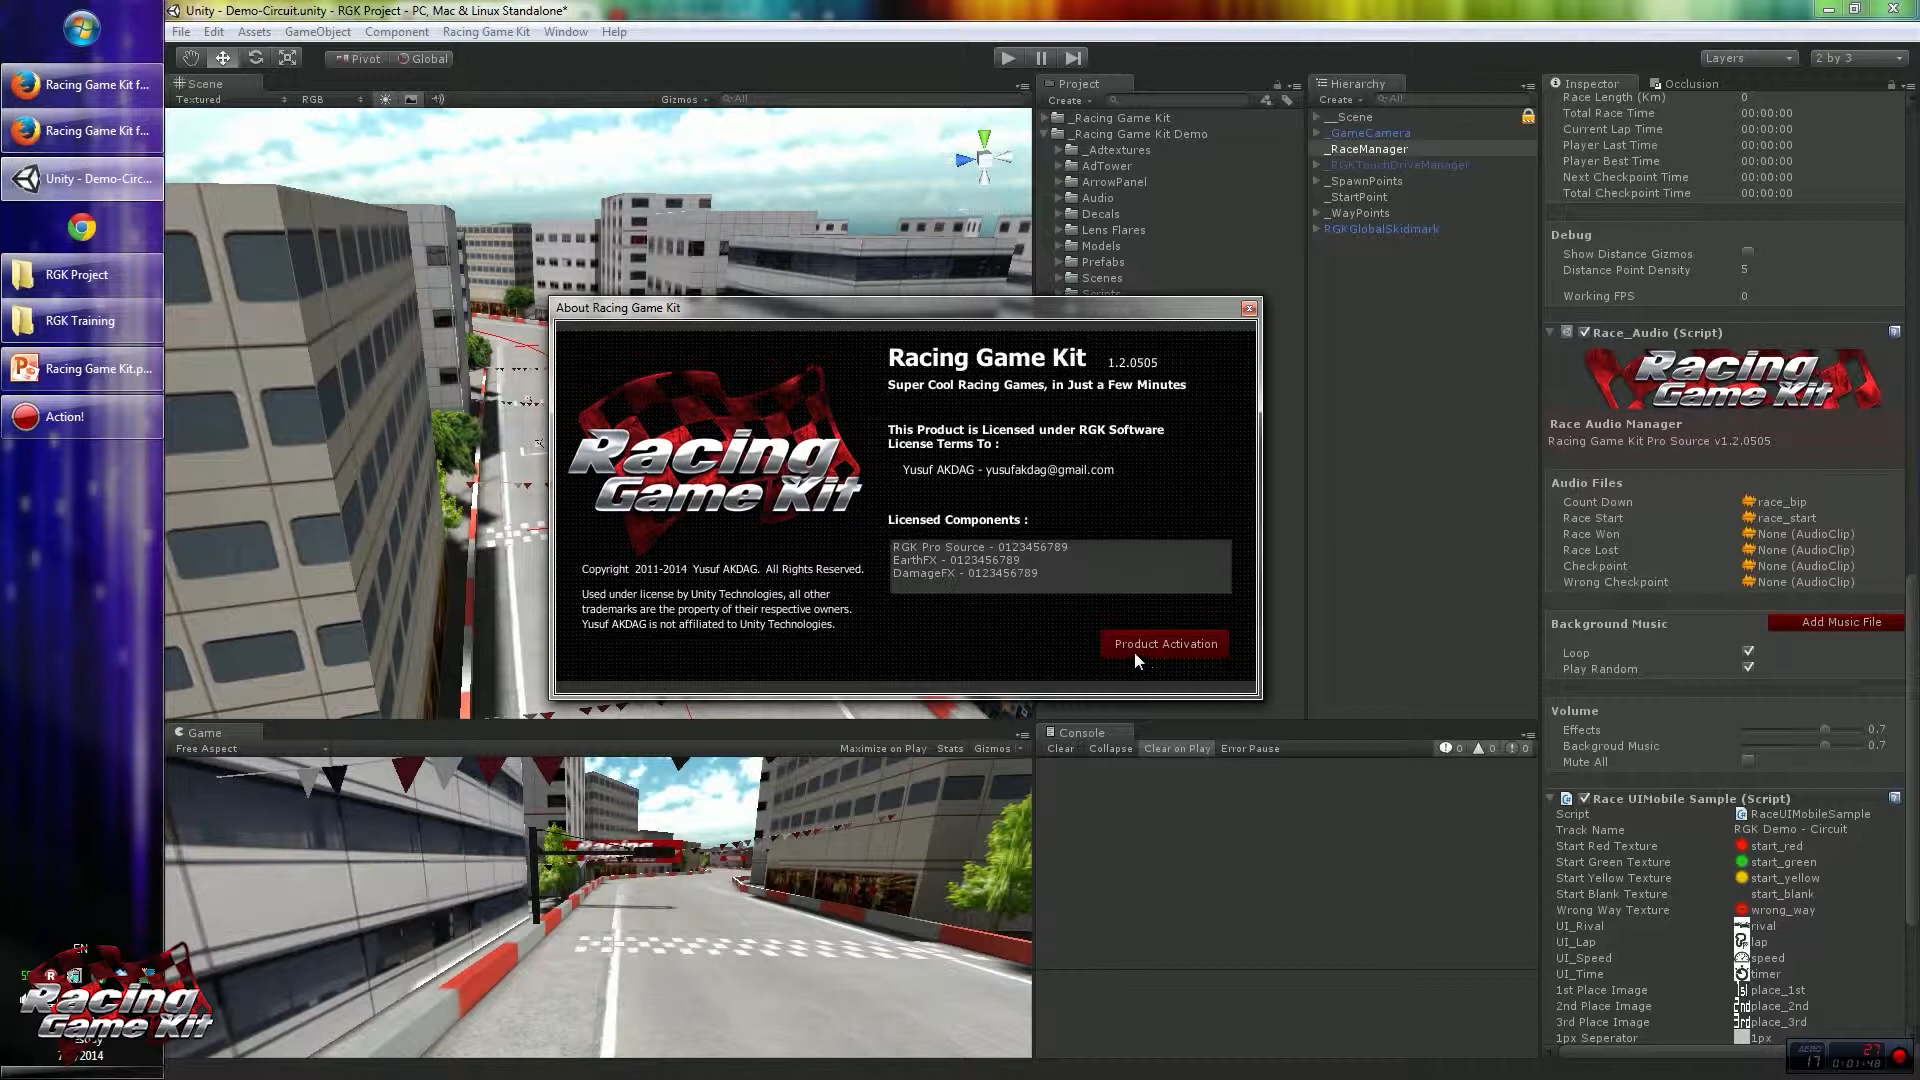 Unity - Demo-Circuit.unity - RGK Project - PC, Mac & Linux Standalone*
File Edit Assets GameObject Component Racing Game Kit Window Help
Pivot Global
Layers
2 by 3
Racing Game Kit f...
Racing Game Kit f...
Unity - Demo-Circ...
RGK Project
RGK Training
Racing Game Kit.p...
Action!
EN
Racing
Game Kit
2014
Scene
Textured RGB Gizmos All
Project
Create
_Racing Game Kit
_Racing Game Kit Demo
_Adtextures
AdTower
ArrowPanel
Audio
Decals
Lens Flares
Models
Prefabs
Scenes
Scripts
Hierarchy
Create All
__Scene
_GameCamera
_RaceManager
_RGKTouchDriveManager
_SpawnPoints
_StartPoint
_WayPoints
RGKGlobalSkidmark
About Racing Game Kit
Racing
Game Kit
Racing Game Kit 1.2.0505
Super Cool Racing Games, in Just a Few Minutes
This Product is Licensed under RGK Software
License Terms To :
Yusuf AKDAG - yusufakdag@gmail.com
Licensed Components :
RGK Pro Source - 0123456789
EarthFX - 0123456789
DamageFX - 0123456789
Copyright 2011-2014 Yusuf AKDAG. All Rights Reserved.
Used under license by Unity Technologies, all other
trademarks are the property of their respective owners.
Yusuf AKDAG is not affiliated to Unity Technologies.
Product Activation
Game
Free Aspect Maximize on Play Stats Gizmos
Console
Clear Collapse Clear on Play Error Pause 0 0 0
Inspector Occlusion
Race Length (Km) 0
Total Race Time 00:00:00
Current Lap Time 00:00:00
Player Last Time 00:00:00
Player Best Time 00:00:00
Next Checkpoint Time 00:00:00
Total Checkpoint Time 00:00:00
Debug
Show Distance Gizmos
Distance Point Density 5
Working FPS 0
Race_Audio (Script)
Racing
Game Kit
Race Audio Manager
Racing Game Kit Pro Source v1.2.0505
Audio Files
Count Down race_bip
Race Start race_start
Race Won None (AudioClip)
Race Lost None (AudioClip)
Checkpoint None (AudioClip)
Wrong Checkpoint None (AudioClip)
Background Music Add Music File
Loop
Play Random
Volume
Effects 0.7
Backgroud Music 0.7
Mute All
Race UIMobile Sample (Script)
Script RaceUIMobileSample
Track Name RGK Demo - Circuit
Start Red Texture start_red
Start Green Texture start_green
Start Yellow Texture start_yellow
Start Blank Texture start_blank
Wrong Way Texture wrong_way
UI_Rival rival
UI_Lap lap
UI_Speed speed
UI_Time timer
1st Place Image place_1st
2nd Place Image place_2nd
3rd Place Image place_3rd
1px Seperator 1px
AERO 17 27 0:01:48